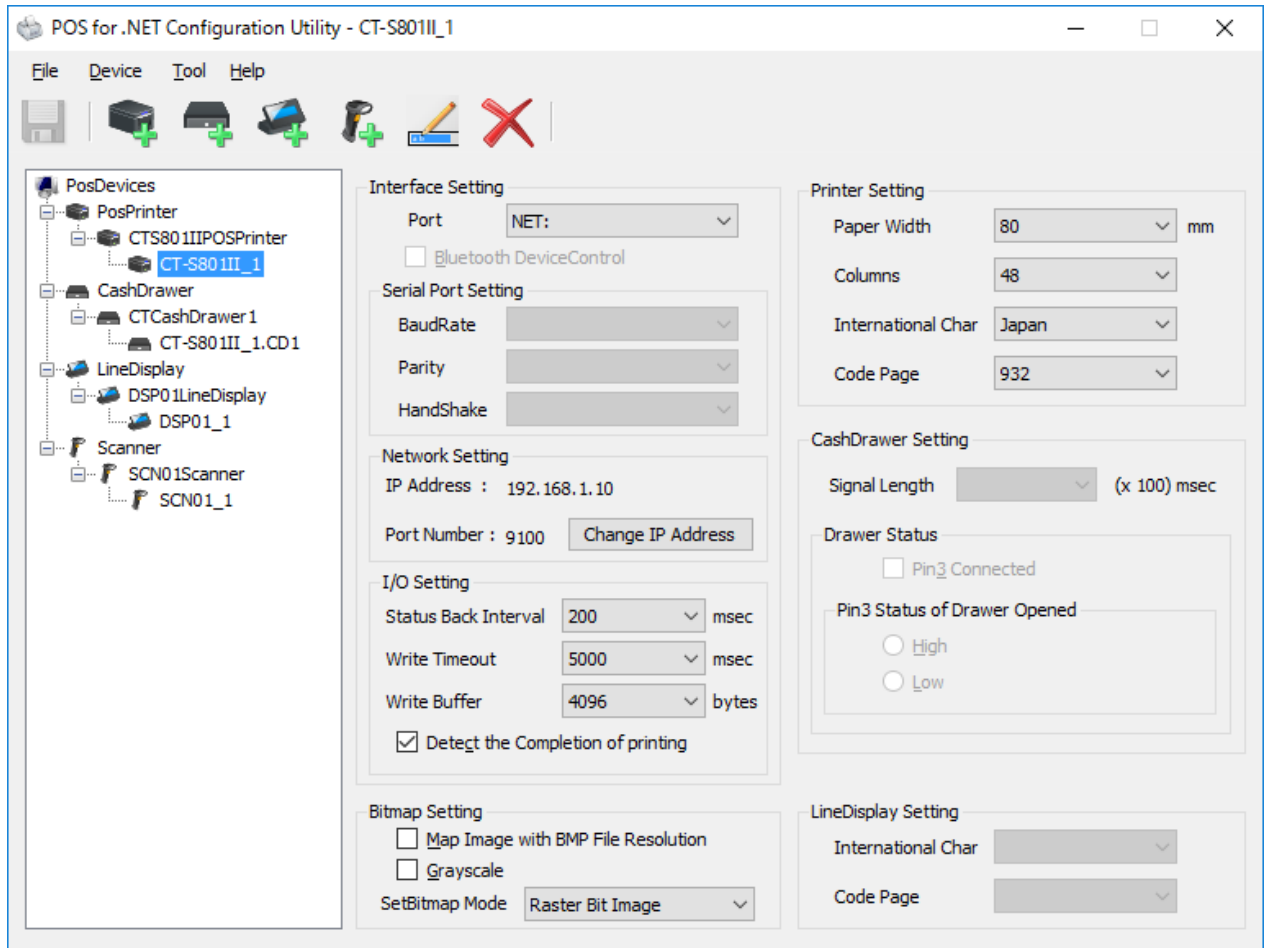 POS for .NET Configuration Utility - CT-S801II_1
File Device Tool Help
PosDevices
PosPrinter
CTS801IIPOSPrinter
CT-S801II_1
CashDrawer
CTCashDrawer1
CT-S801II_1.CD1
LineDisplay
DSP01LineDisplay
DSP01_1
Scanner
SCN01Scanner
SCN01_1
Interface Setting
Port NET:
Bluetooth DeviceControl
Serial Port Setting
BaudRate
Parity
HandShake
Network Setting
IP Address : 192.168.1.10
Port Number : 9100 Change IP Address
I/O Setting
Status Back Interval 200 msec
Write Timeout 5000 msec
Write Buffer 4096 bytes
Detect the Completion of printing
Bitmap Setting
Map Image with BMP File Resolution
Grayscale
SetBitmap Mode Raster Bit Image
Printer Setting
Paper Width 80 mm
Columns 48
International Char Japan
Code Page 932
CashDrawer Setting
Signal Length (x 100) msec
Drawer Status
Pin3 Connected
Pin3 Status of Drawer Opened
High
Low
LineDisplay Setting
International Char
Code Page